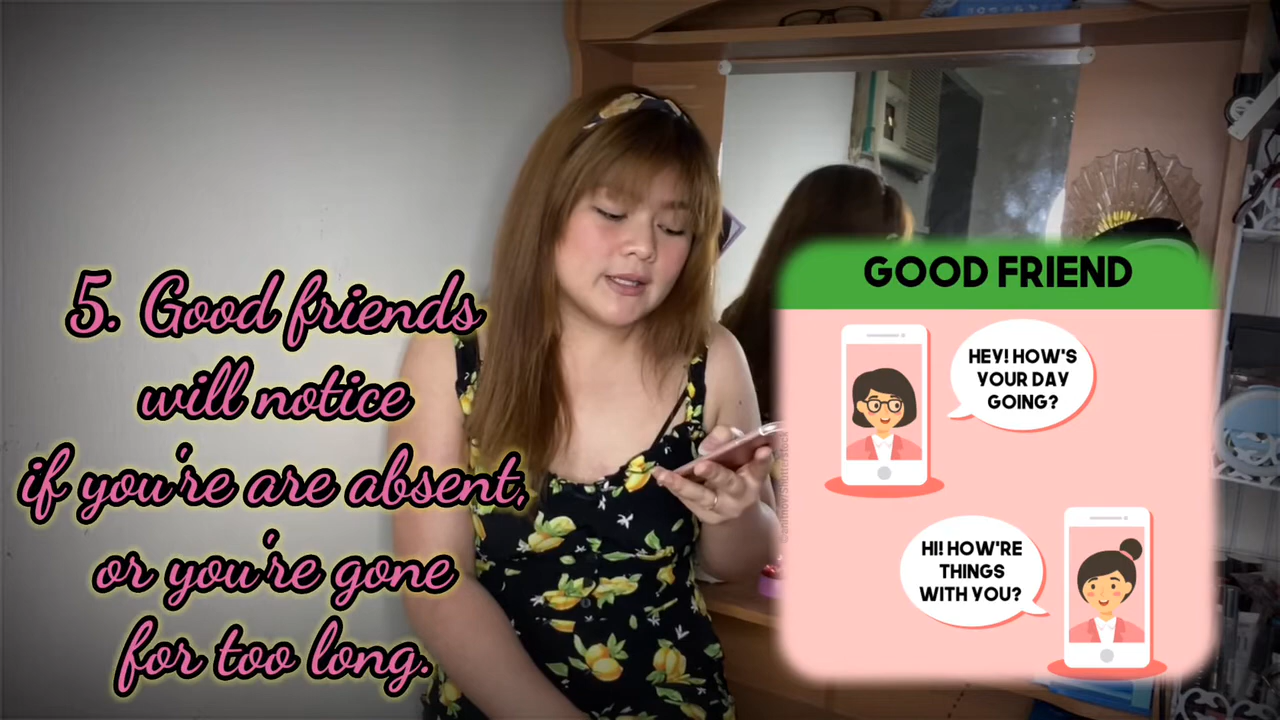 5. Good friends
will notice
if you're are absent,
or you're gone
for too long.
GOOD FRIEND
HEY! HOW'S
YOUR DAY
GOING?
HI! HOW'RE
THINGS
WITH YOU?